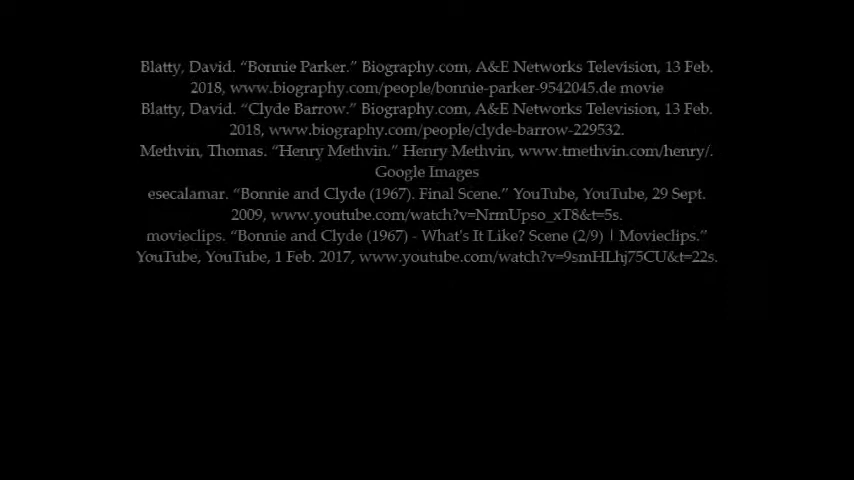 Blatty, David. “Bonnie Parker.” Biography.com, A&E Networks Television, 13 Feb.
2018, www.biography.com/people/bonnie-parker-9542045.de movie
Blatty, David. “Clyde Barrow.” Biography.com, A&E Networks Television, 13 Feb.
2018, www.biography.com/people/clyde-barrow-229532.
Methvin, Thomas. “Henry Methvin.” Henry Methvin, www.tmethvin.com/henry/.
Google Images
esecalamar. “Bonnie and Clyde (1967). Final Scene.” YouTube, YouTube, 29 Sept.
2009, www.youtube.com/watch?v=NrmUpso_xT8&t=5s.
movieclips. “Bonnie and Clyde (1967) - What's It Like? Scene (2/9) | Movieclips.”
YouTube, YouTube, 1 Feb. 2017, www.youtube.com/watch?v=9smHLhj75CU&t=22s.